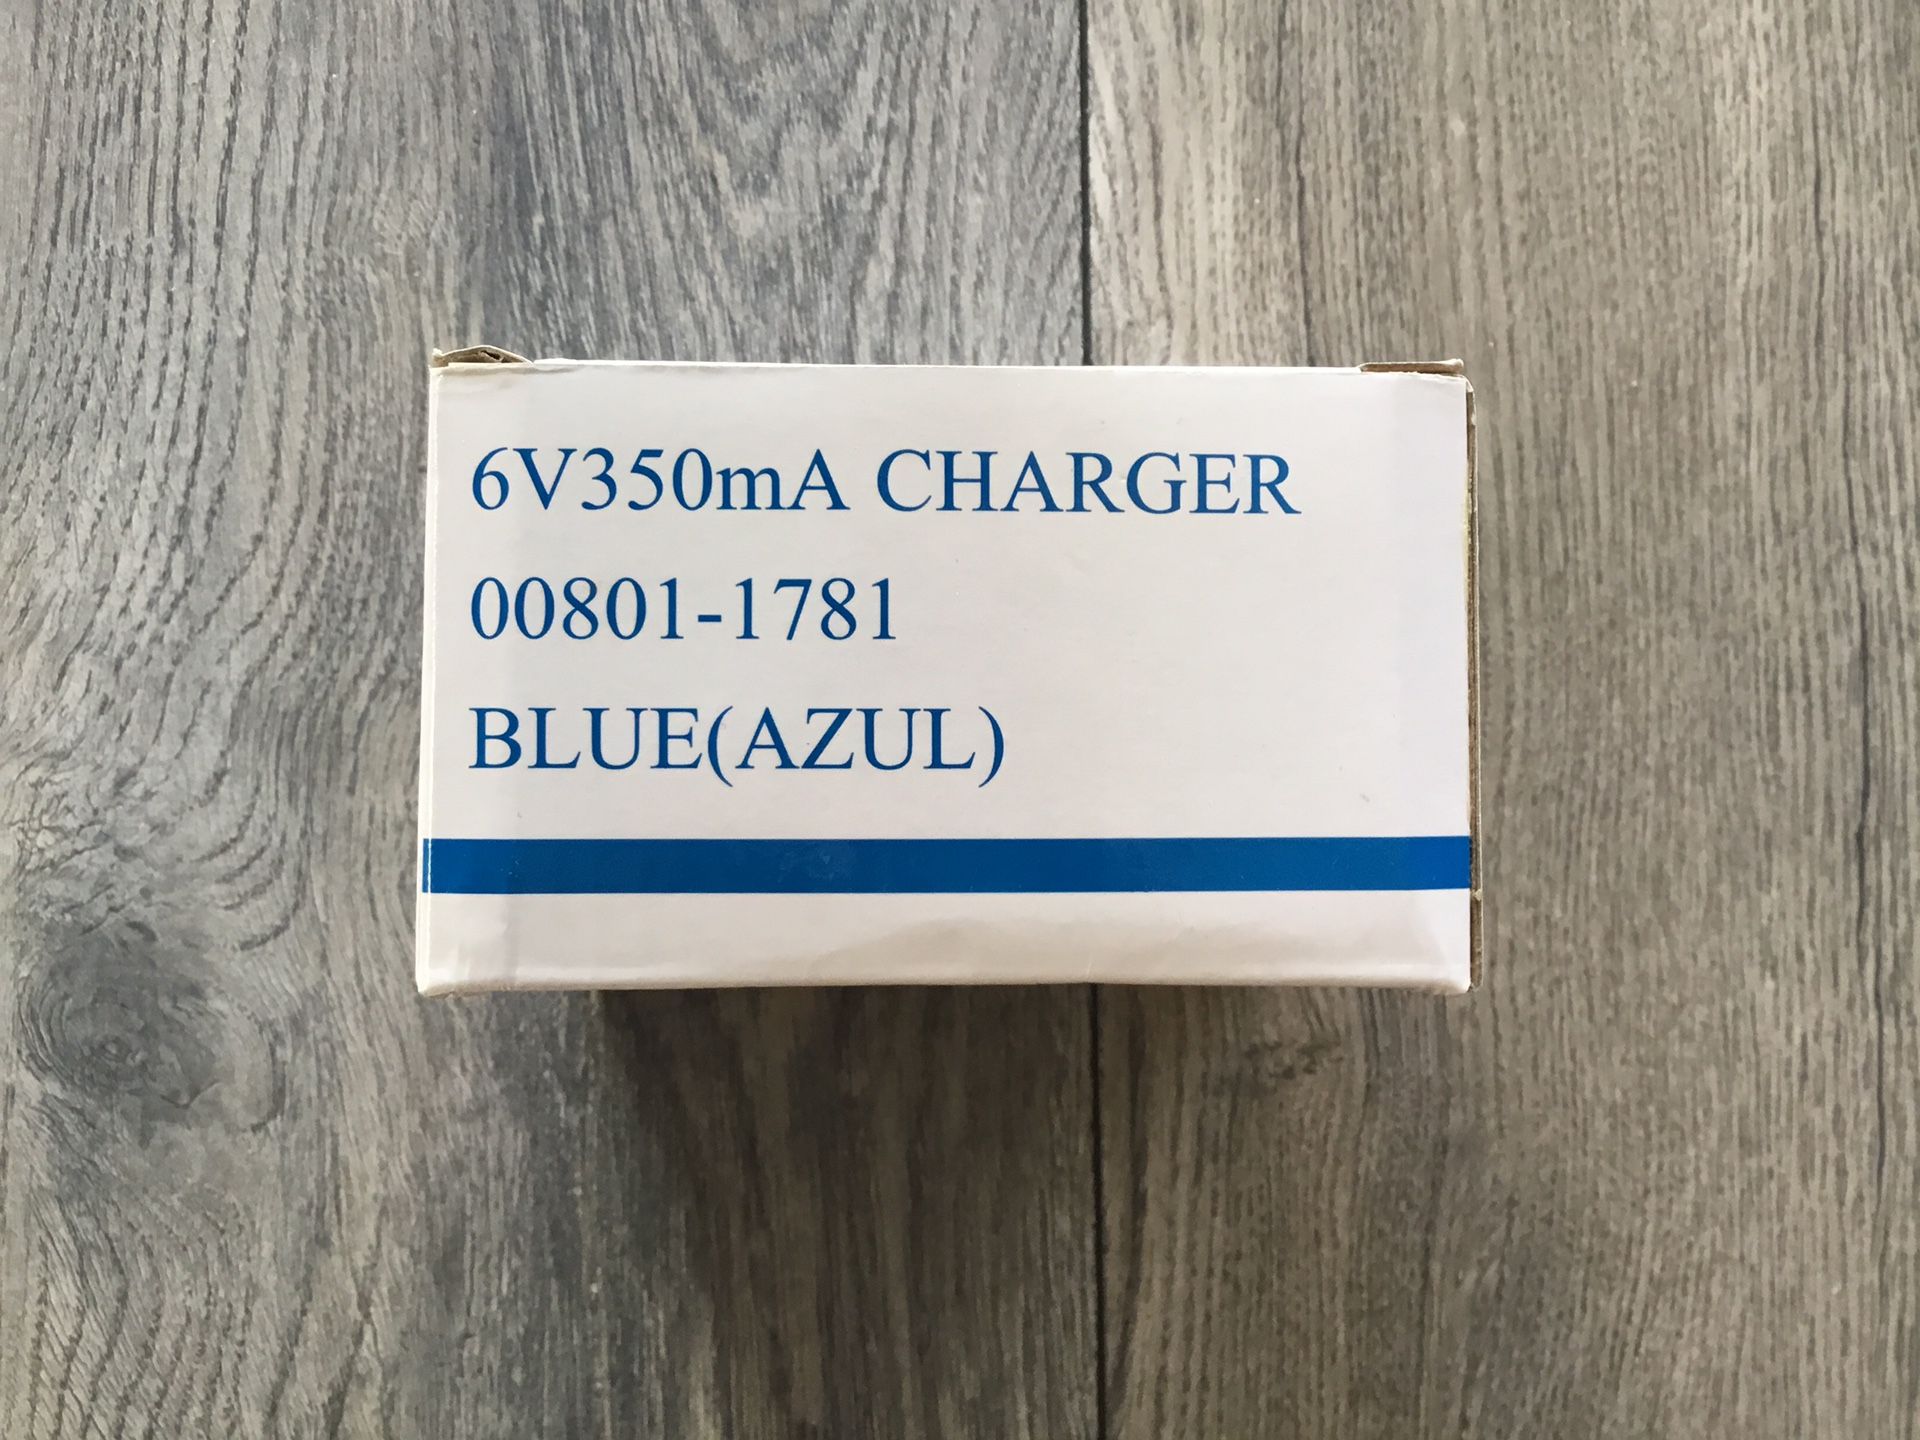 6V350mA CHARGER
00801-1781
BLUE(AZUL)